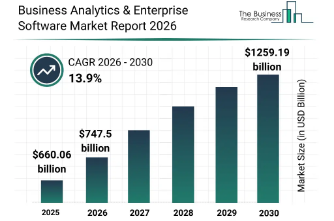 Business Analytics & Enterprise
Software Market Report 2026
The Business
Research Company
CAGR 2026 - 2030
13.9%
$660.06
billion
$747.5
billion
$1259.19
billion
Market Size (in USD Billion)
2025 2026 2027 2028 2029 2030